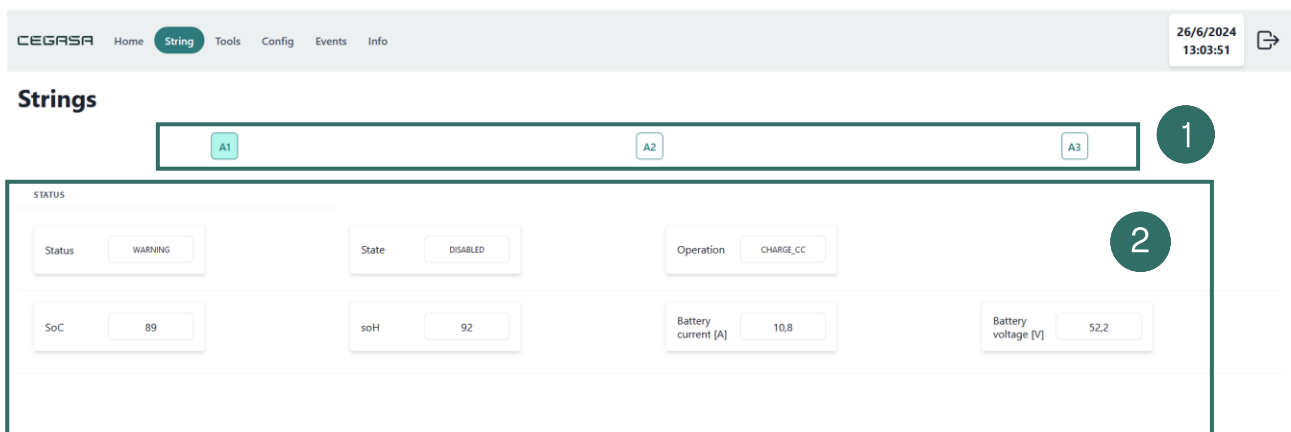 CEGASA Home String Tools Config Events Info
26/6/2024
13:03:51
Strings
A1 A2 A3
1
STATUS
2
Status WARNING State DISABLED Operation CHARGE_CC
SoC 89 soH 92 Battery current [A] 10,8 Battery voltage [V] 52,2